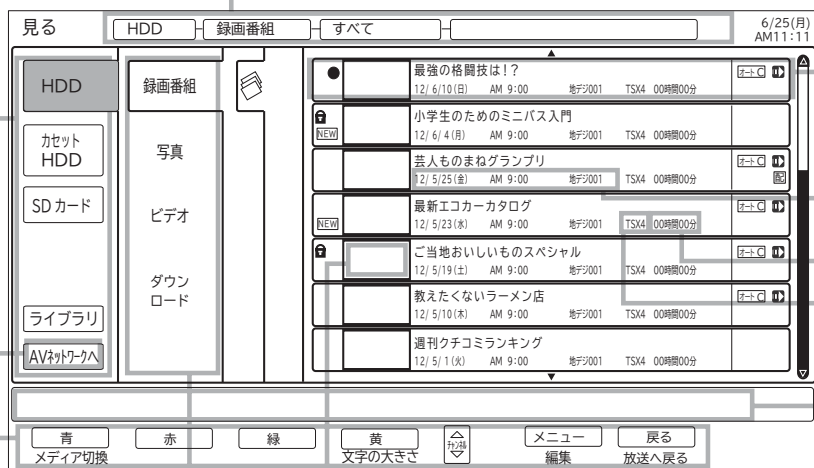 見る HDD 録画番組 すべて 6/25(月)
AM11:11
HDD
カセット
HDD
SDカード
ライブラリ
AVネットワークへ
録画番組
写真
ビデオ
ダウン
ロード
最強の格闘技は!? オートC
12/ 6/10(日) AM 9:00 地デジ001 TSX4 00時間00分
小学生のためのミニバス入門
NEW 12/ 6/ 4(月) AM 9:00 地デジ001 TSX4 00時間00分
芸人ものまねグランプリ オートC
12/ 5/25(金) AM 9:00 地デジ001 TSX4 00時間00分
最新エコカーカタログ オートC
NEW 12/ 5/23(水) AM 9:00 地デジ001 TSX4 00時間00分
ご当地おいしいものスペシャル オートC
12/ 5/19(土) AM 9:00 地デジ001 TSX4 00時間00分
教えたくないラーメン店 オートC
12/ 5/10(木) AM 9:00 地デジ001 TSX4 00時間00分
週刊クチコミランキング
12/ 5/ 1(火) AM 9:00 地デジ001 TSX4 00時間00分
青 赤 緑 黄 チャンネル メニュー 戻る
メディア切換 文字の大きさ 編集 放送へ戻る